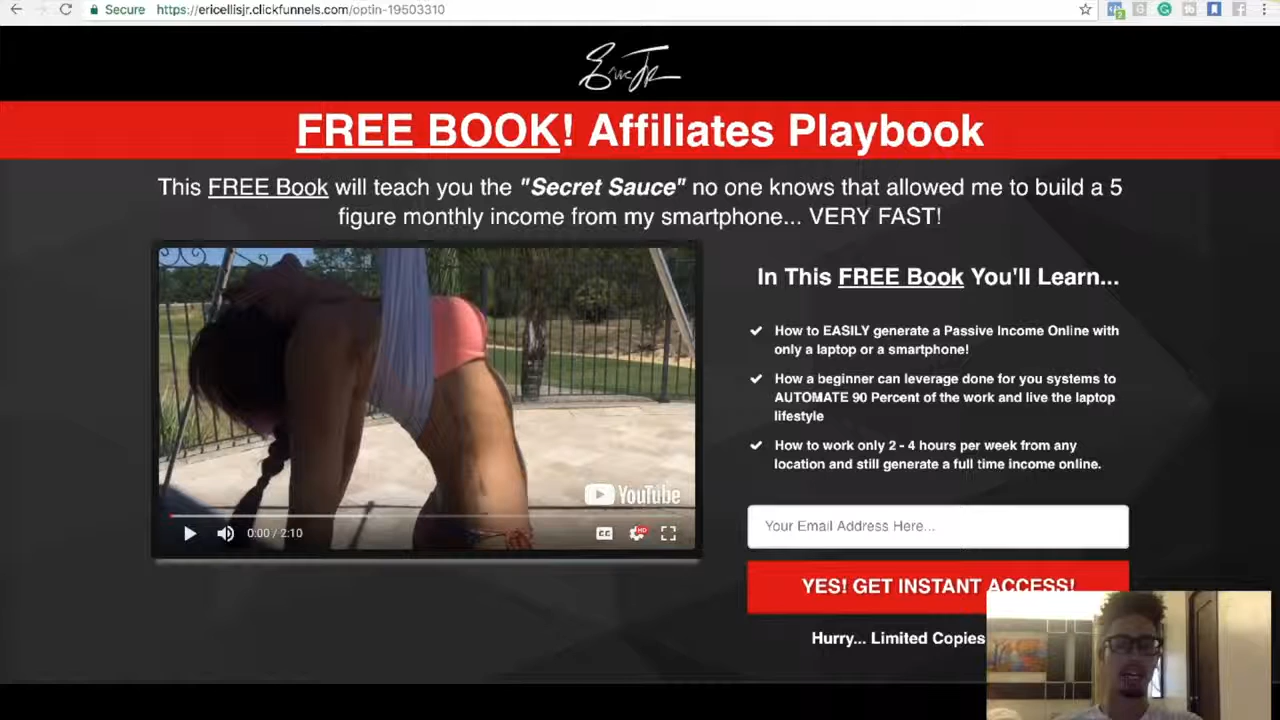 Secure
https://ericellisjr.clickfunnels.com/optin-19503310
FREE BOOK! Affiliates Playbook
This FREE Book will teach you the "Secret Sauce" no one knows that allowed me to build a 5
figure monthly income from my smartphone... VERY FAST!
YouTube
0:00 / 2:10
CC
HD
In This FREE Book You'll Learn...
How to EASILY generate a Passive Income Online with
only a laptop or a smartphone!
How a beginner can leverage done for you systems to
AUTOMATE 90 Percent of the work and live the laptop
lifestyle
How to work only 2 - 4 hours per week from any
location and still generate a full time income online.
Your Email Address Here...
YES! GET INSTANT ACCESS!
Hurry... Limited Copies